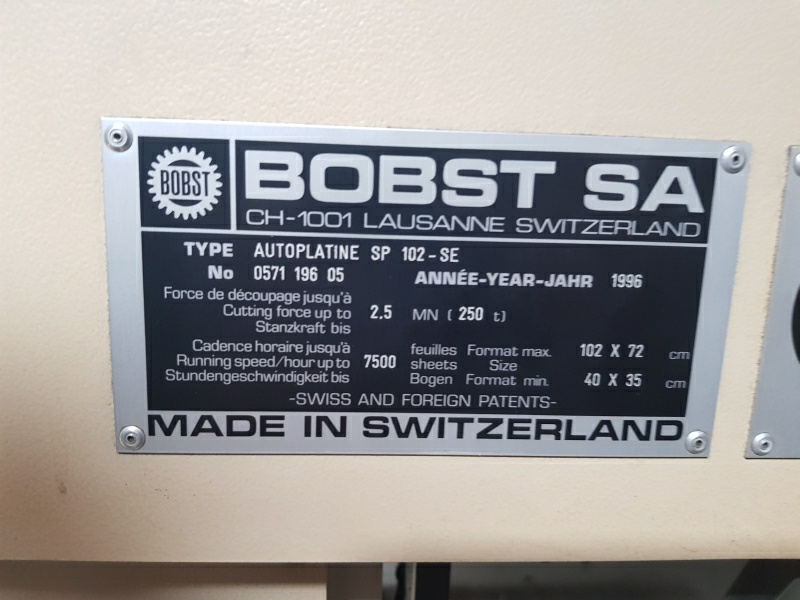 BOBST
BOBST SA
CH-1001 LAUSANNE SWITZERLAND
TYPE AUTOPLATINE SP 102-SE
No 0571 196 05 ANNÉE-YEAR-JAHR 1996
Force de découpage jusqu'à
Cutting force up to 2.5 MN ( 250 t)
Stanzkraft bis
Cadence horaire jusqu'à feuilles Format max. 102 X 72 cm
Running speed/hour up to 7500 sheets Size
Stundengeschwindigkeit bis Bogen Format min. 40 X 35 cm
-SWISS AND FOREIGN PATENTS-
MADE IN SWITZERLAND